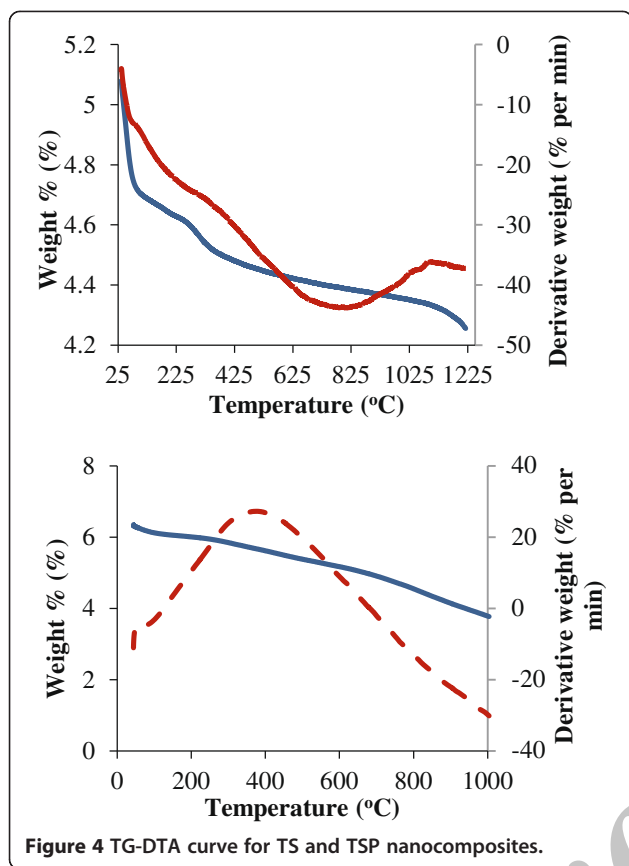 5.2
5
4.8
4.6
4.4
4.2
Weight % (%)
0
-10
-20
-30
-40
-50
Derivative weight (% per min)
25 225 425 625 825 1025 1225
Temperature (oC)
8
6
4
2
0
Weight % (%)
40
20
0
-20
-40
Derivative weight (% per
min)
0 200 400 600 800 1000
Temperature (oC)
Figure 4 TG-DTA curve for TS and TSP nanocomposites.